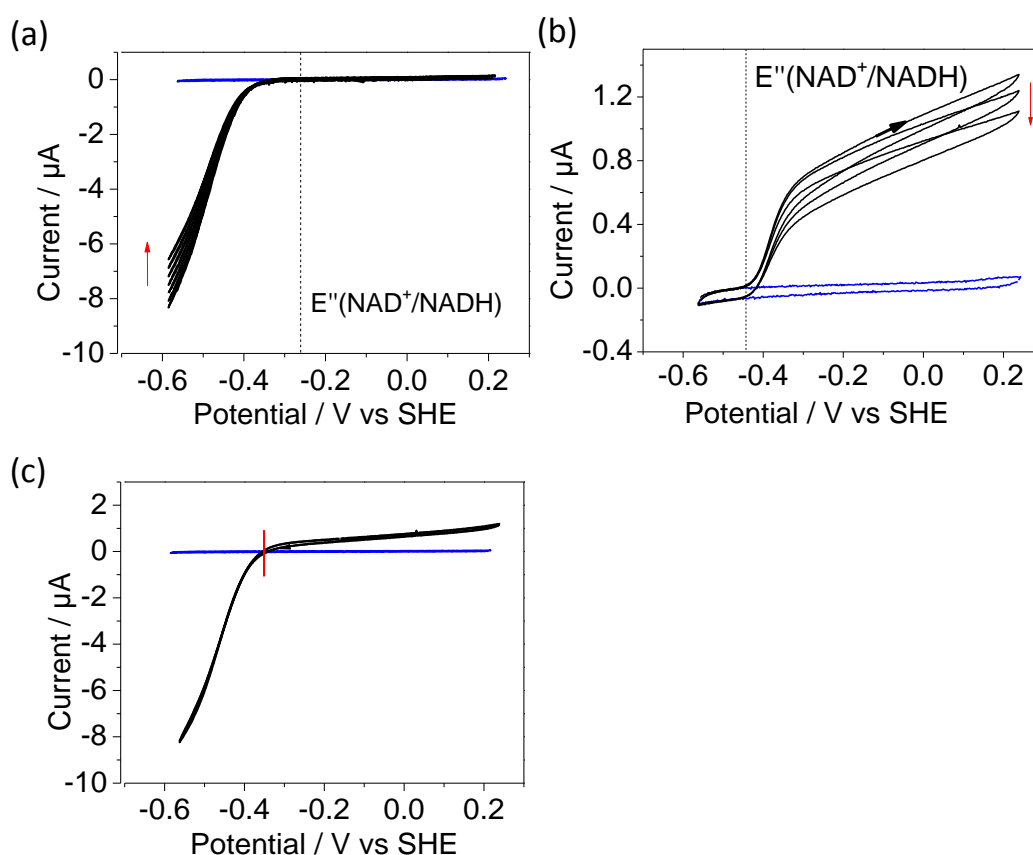 (a)
0
-2
-4
-6
-8
-10
Current / µA
E''(NAD⁺/NADH)
-0.6 -0.4 -0.2 0.0 0.2
Potential / V vs SHE
(b)
E''(NAD⁺/NADH)
1.2
0.8
0.4
0.0
-0.4
Current / µA
-0.6 -0.4 -0.2 0.0 0.2
Potential / V vs SHE
(c)
2
0
-2
-4
-6
-8
-10
Current / µA
-0.6 -0.4 -0.2 0.0 0.2
Potential / V vs SHE